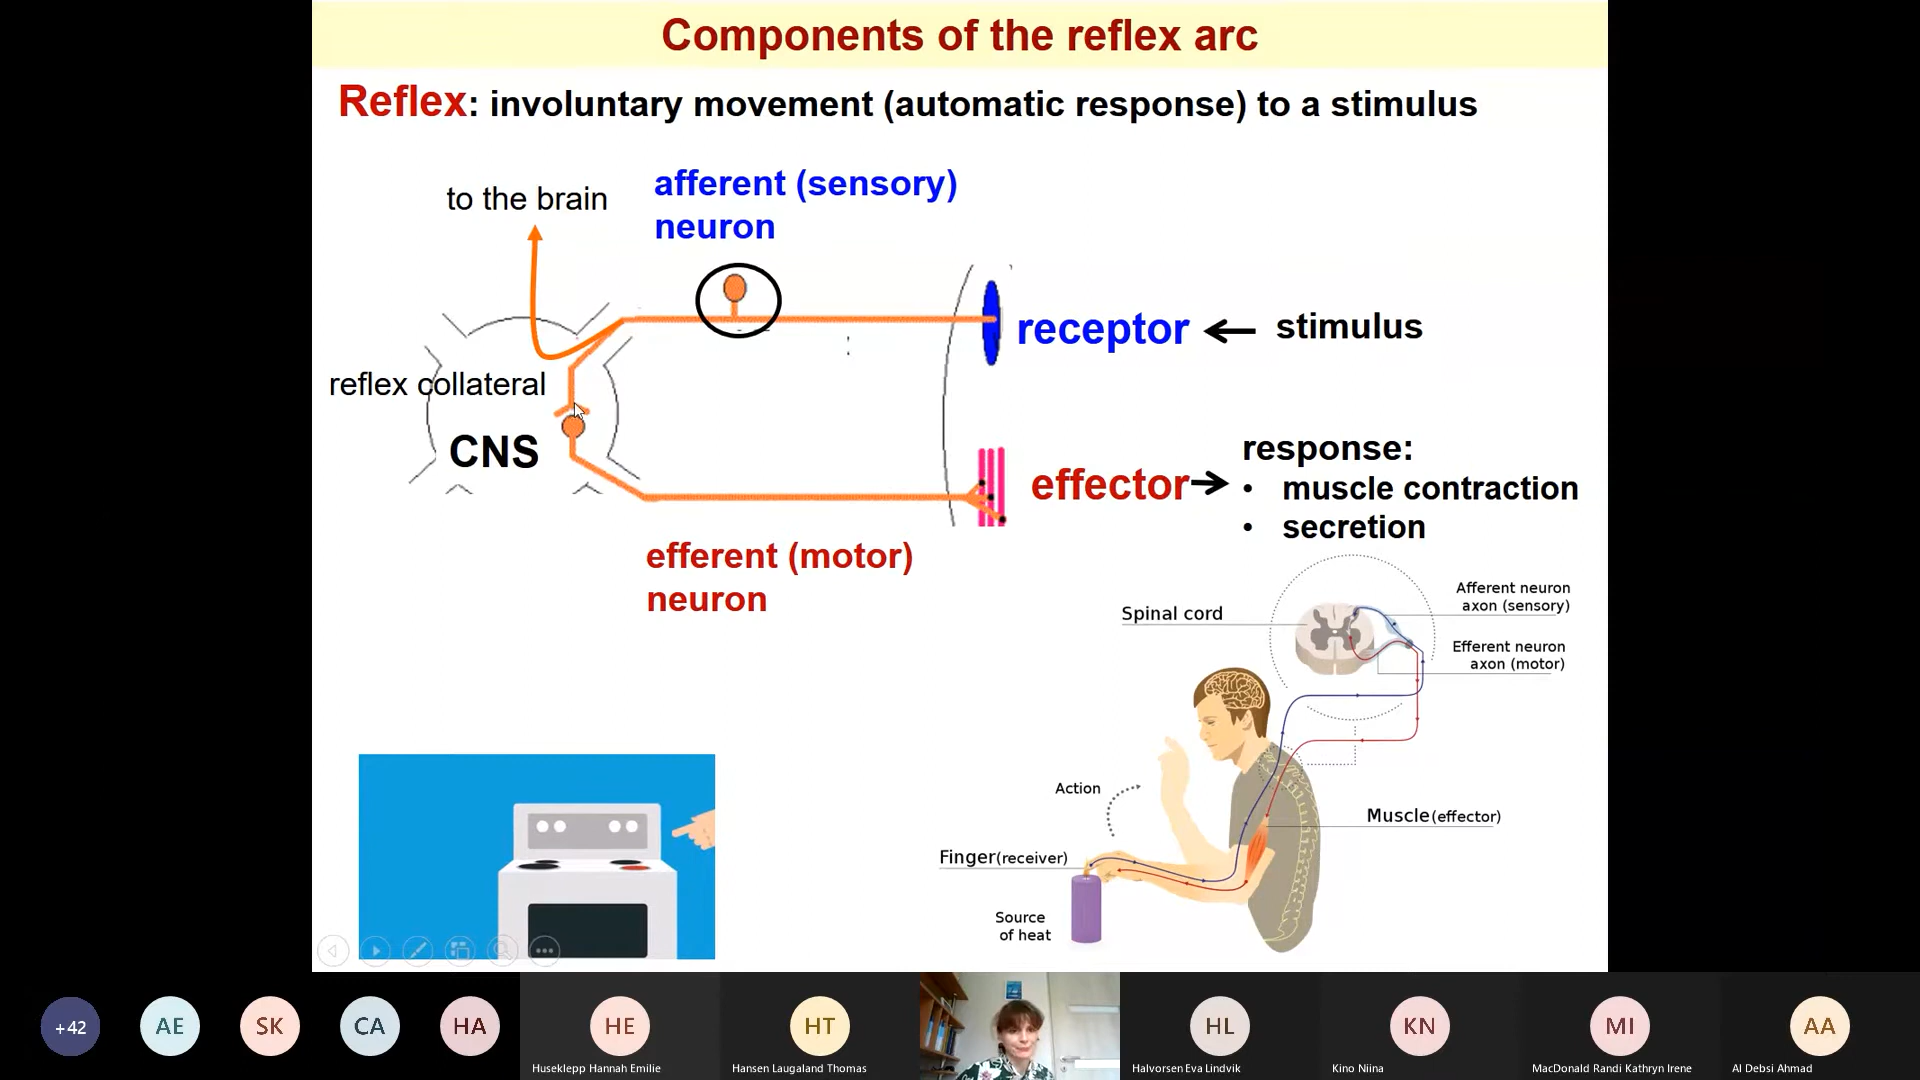 Components of the reflex arc
Reflex: involuntary movement (automatic response) to a stimulus
to the brain
afferent (sensory)
neuron
receptor
stimulus
reflex collateral
CNS
effector
response:
• muscle contraction
• secretion
efferent (motor)
neuron
Spinal cord
Afferent neuron
axon (sensory)
Efferent neuron
axon (motor)
Action
Muscle (effector)
Finger (receiver)
Source
of heat
+42
AE
SK
CA
HA
HE
HT
HL
KN
MI
AA
Huseklepp Hannah Emilie
Hansen Laugaland Thomas
Halvorsen Eva Lindvik
Kino Niina
MacDonald Randi Kathryn Irene
Al Debsi Ahmad